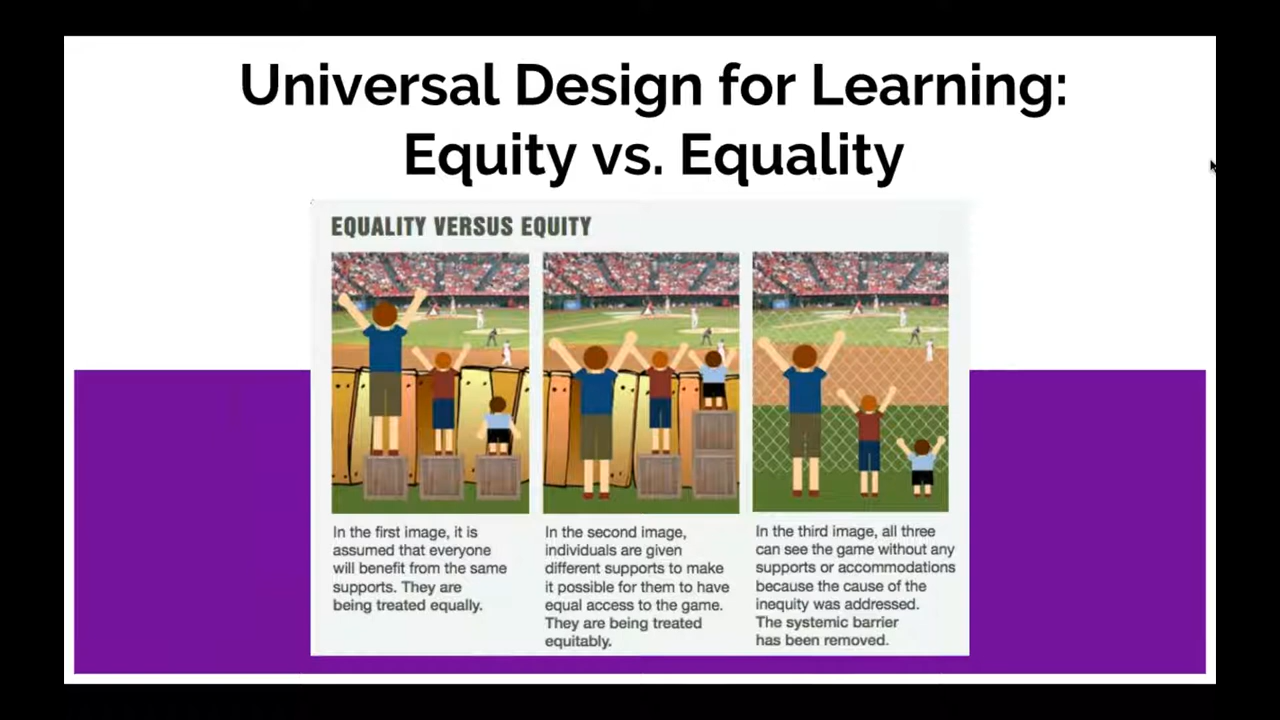 Universal Design for Learning:
Equity vs. Equality
EQUALITY VERSUS EQUITY
In the first image, it is
assumed that everyone
will benefit from the same
supports. They are
being treated equally.
In the second image,
individuals are given
different supports to make
it possible for them to have
equal access to the game.
They are being treated
equitably.
In the third image, all three
can see the game without any
supports or accommodations
because the cause of the
inequity was addressed.
The systemic barrier
has been removed.